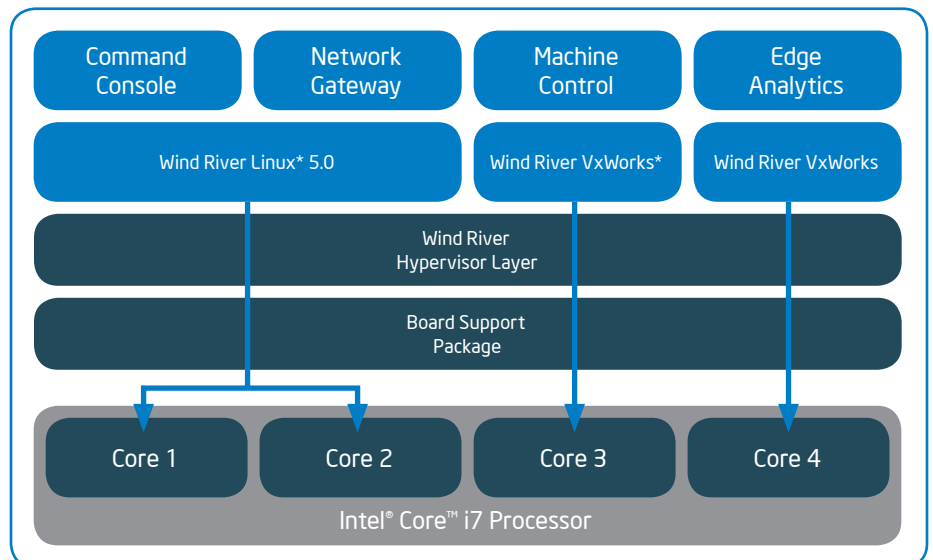 Command
Console
Network
Gateway
Machine
Control
Edge
Analytics
Wind River Linux* 5.0
Wind River VxWorks*
Wind River VxWorks
Wind River
Hypervisor Layer
Board Support
Package
Core 1
Core 2
Core 3
Core 4
Intel® Core™ i7 Processor